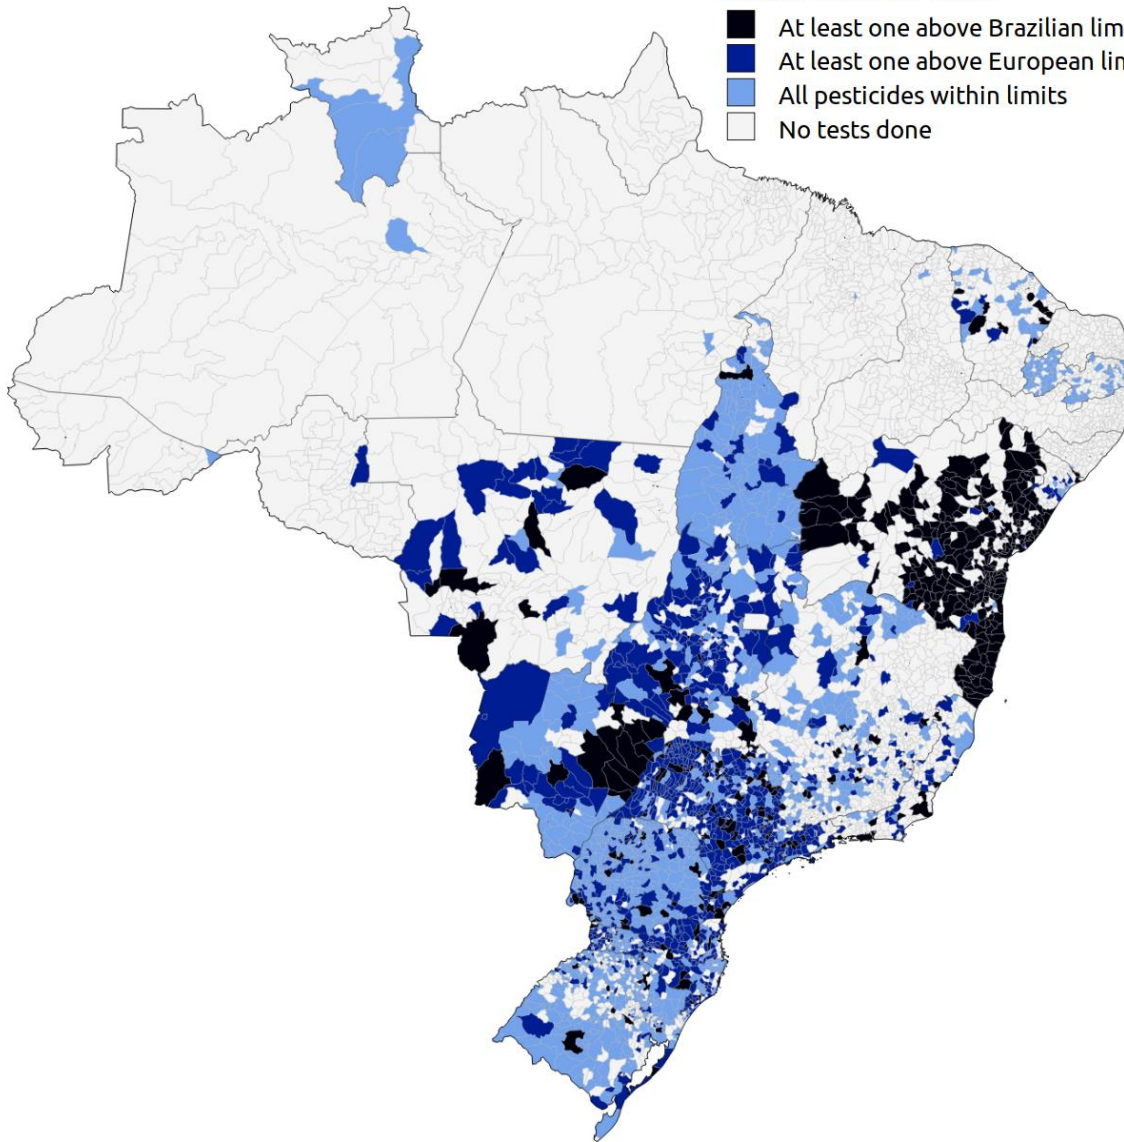 At least one above Brazilian lim
At least one above European lin
All pesticides within limits
No tests done